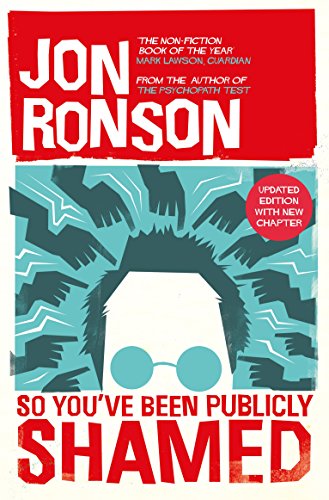 JON
RONSON
'THE NON-FICTION
BOOK OF THE YEAR'
MARK LAWSON, GUARDIAN
FROM THE AUTHOR OF
THE PSYCHOPATH TEST
UPDATED
EDITION
WITH NEW
CHAPTER
SO YOU'VE BEEN PUBLICLY
SHAMED